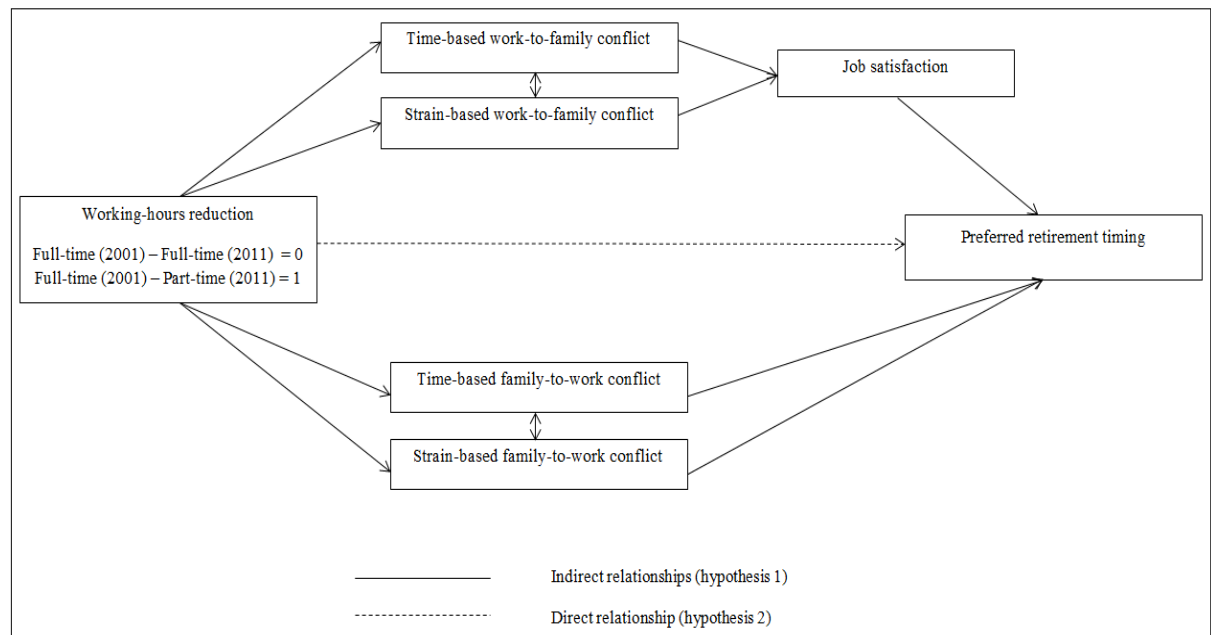 Time-based work-to-family conflict
Job satisfaction
Strain-based work-to-family conflict
Working-hours reduction
Full-time (2001) – Full-time (2011) = 0
Full-time (2001) – Part-time (2011) = 1
Preferred retirement timing
Time-based family-to-work conflict
Strain-based family-to-work conflict
Indirect relationships (hypothesis 1)
Direct relationship (hypothesis 2)